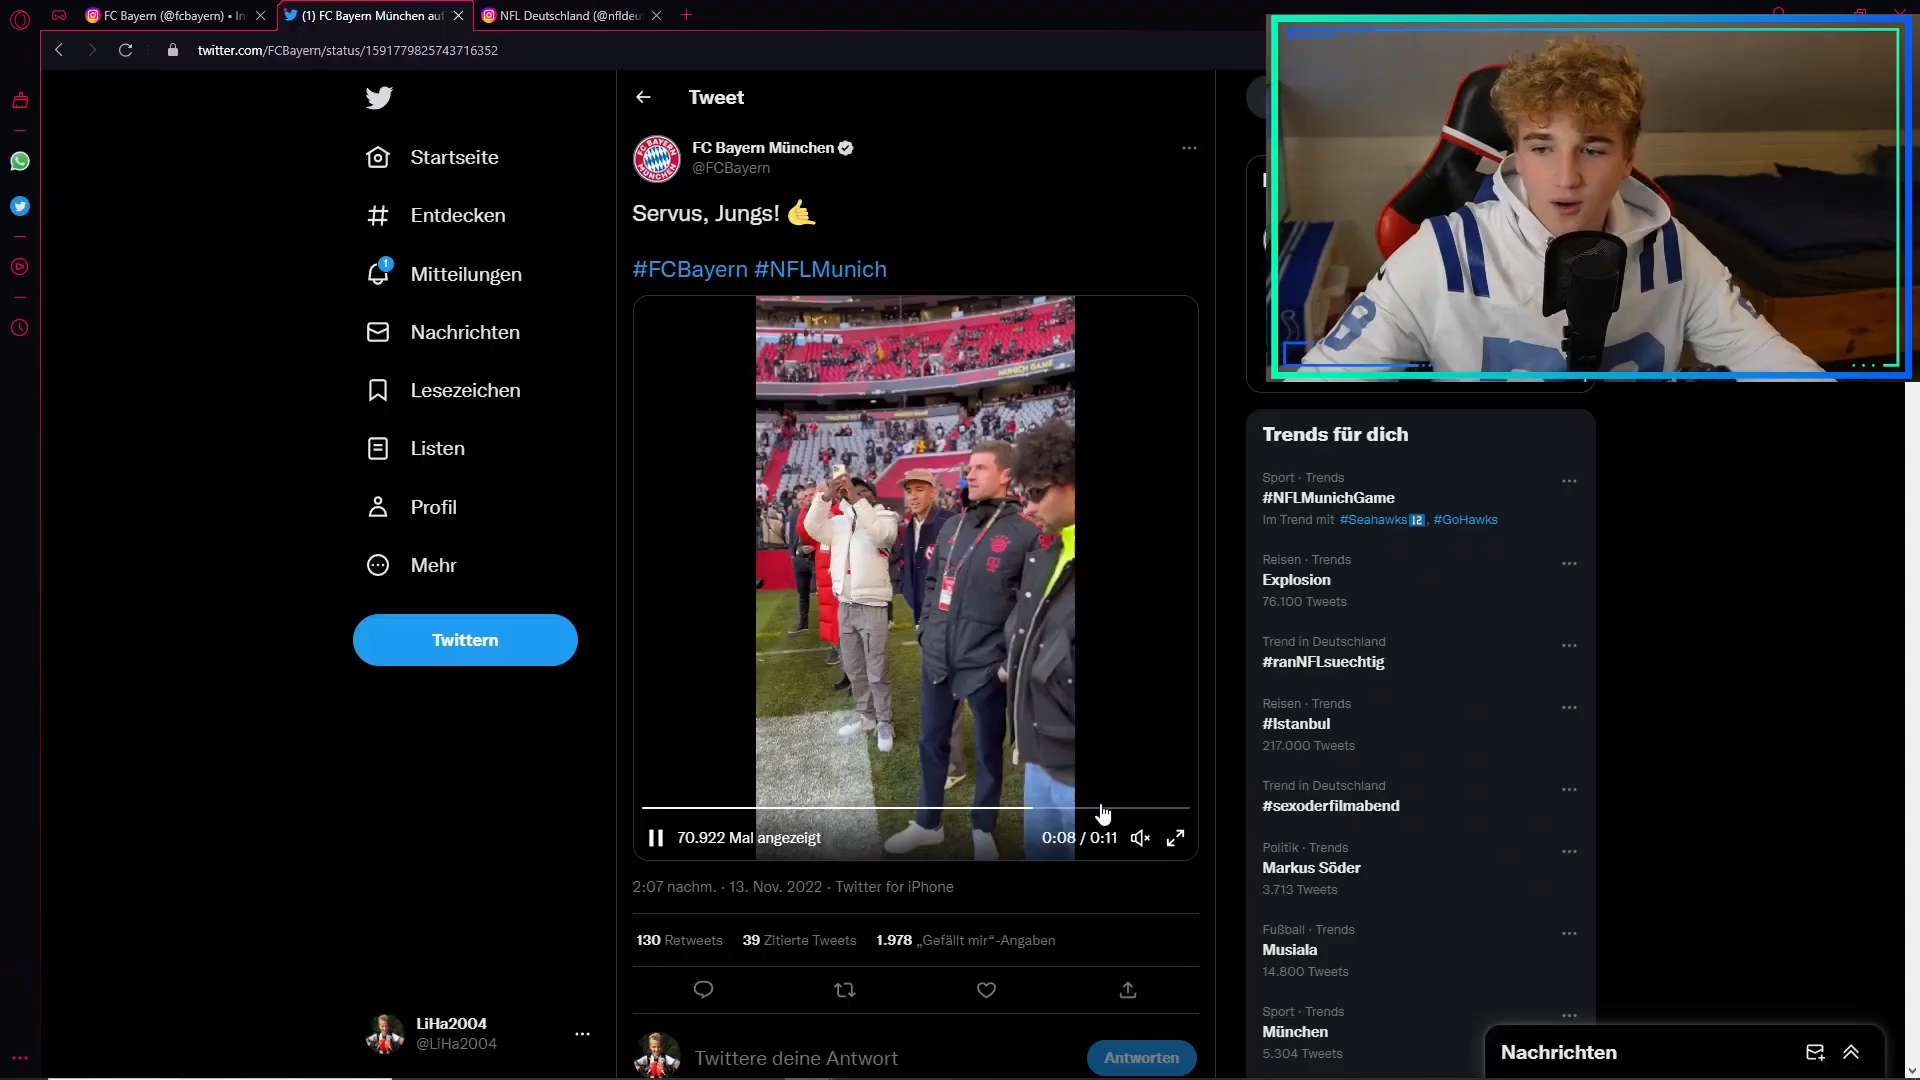 FC Bayern (@fcbayern) • In
(1) FC Bayern München auf
NFL Deutschland (@nfldeu
twitter.com/FCBayern/status/1591779825743716352
Startseite
Entdecken
1
Mitteilungen
Nachrichten
Lesezeichen
Listen
Profil
Mehr
Twittern
LiHa2004
@LiHa2004
Tweet
FC Bayern München
@FCBayern
Servus, Jungs! 🤙
#FCBayern #NFLMunich
MUNICH GAME
70.922 Mal angezeigt
0:08 / 0:11
2:07 nachm. · 13. Nov. 2022 · Twitter for iPhone
130 Retweets 39 Zitierte Tweets 1.978 „Gefällt mir“-Angaben
Twittere deine Antwort
Antworten
Trends für dich
Sport · Trends
#NFLMunichGame
Im Trend mit #Seahawks12, #GoHawks
Reisen · Trends
Explosion
76.100 Tweets
Trend in Deutschland
#ranNFLsuechtig
Reisen · Trends
#Istanbul
217.000 Tweets
Trend in Deutschland
#sexoderfilmabend
Politik · Trends
Markus Söder
3.713 Tweets
Fußball · Trends
Musiala
14.800 Tweets
Sport · Trends
München
5.304 Tweets
Nachrichten